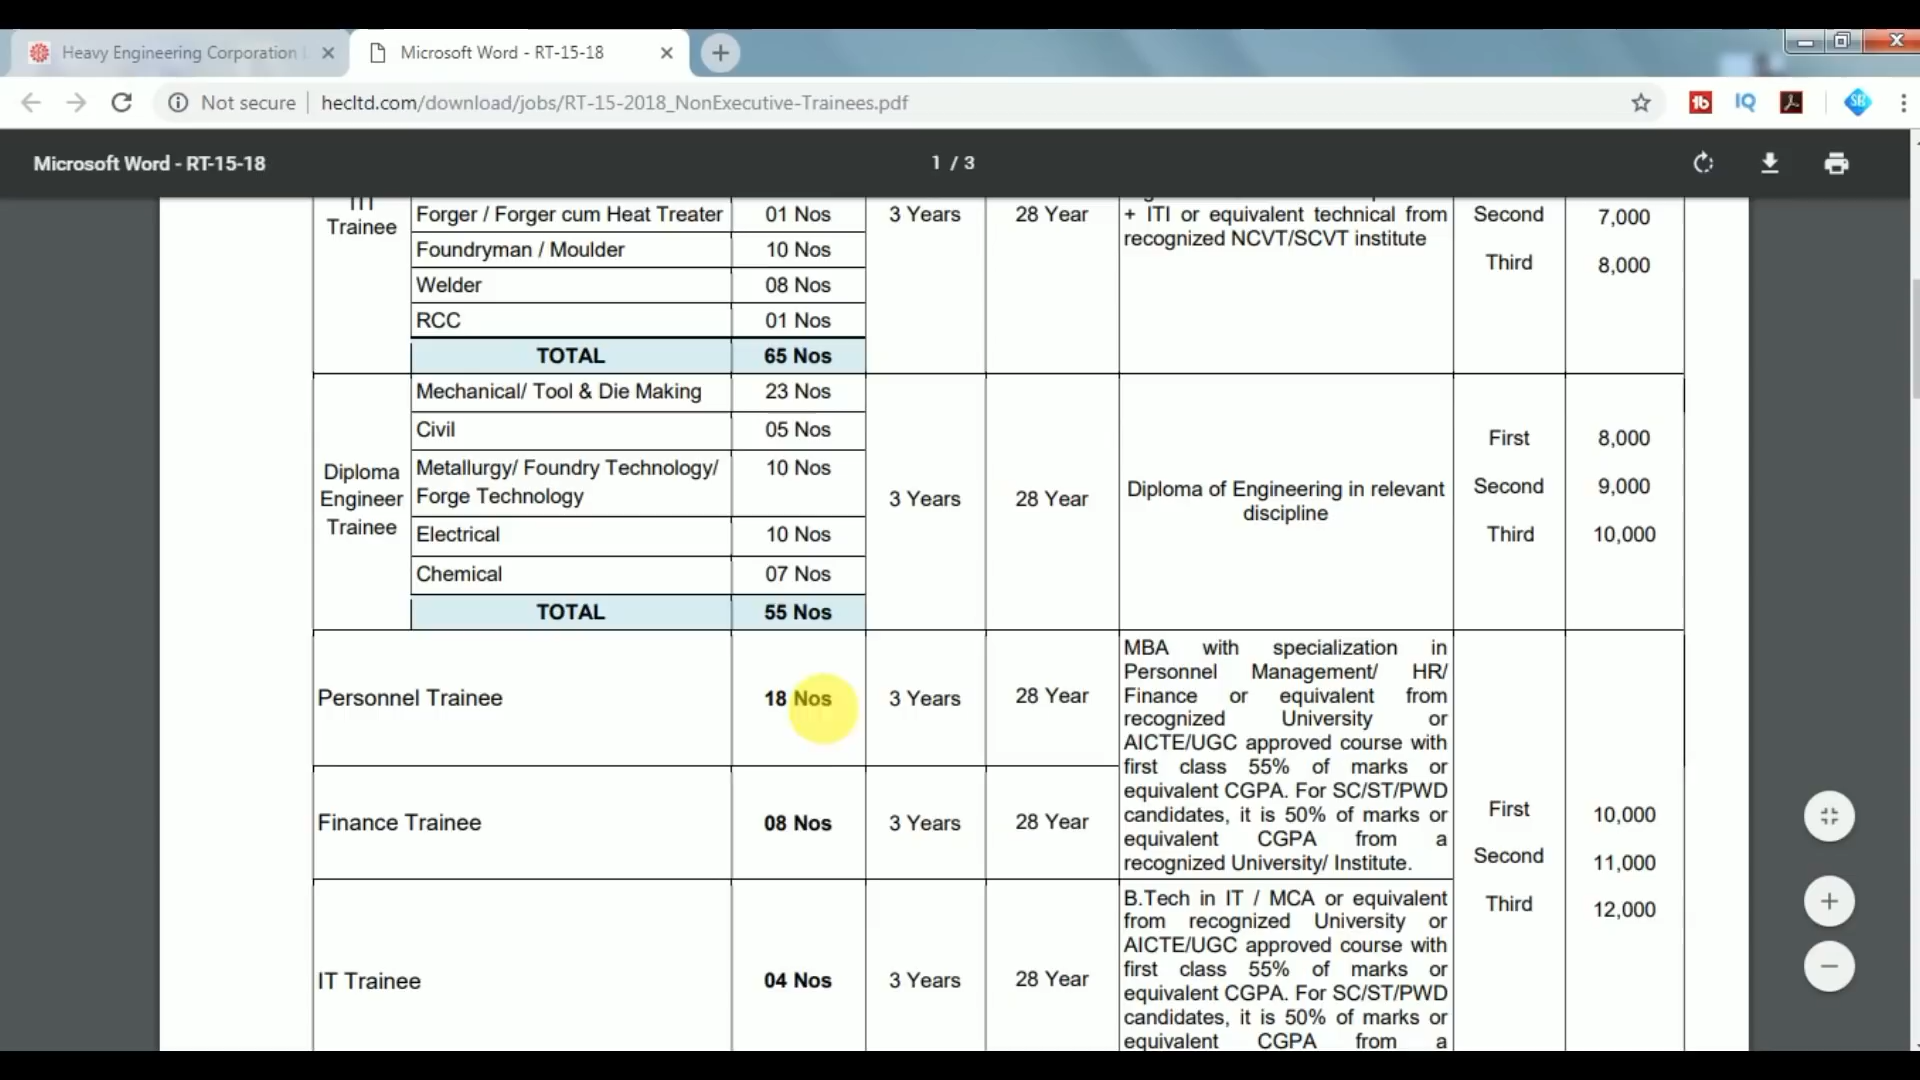 Heavy Engineering Corporation
Microsoft Word - RT-15-18
Not secure
hecltd.com/download/jobs/RT-15-2018_NonExecutive-Trainees.pdf
Microsoft Word - RT-15-18
1 / 3
Trainee
Forger / Forger cum Heat Treater 01 Nos
Foundryman / Moulder 10 Nos
Welder 08 Nos
RCC 01 Nos
TOTAL 65 Nos
3 Years
28 Year
+ ITI or equivalent technical from
recognized NCVT/SCVT institute
Second 7,000
Third 8,000
Diploma
Engineer
Trainee
Mechanical/ Tool & Die Making 23 Nos
Civil 05 Nos
Metallurgy/ Foundry Technology/
Forge Technology
10 Nos
Electrical 10 Nos
Chemical 07 Nos
TOTAL 55 Nos
3 Years
28 Year
Diploma of Engineering in relevant
discipline
First 8,000
Second 9,000
Third 10,000
Personnel Trainee 18 Nos 3 Years 28 Year
MBA with specialization in
Personnel Management/ HR/
Finance or equivalent from
recognized University or
AICTE/UGC approved course with
first class 55% of marks or
equivalent CGPA. For SC/ST/PWD
candidates, it is 50% of marks or
equivalent CGPA from a
recognized University/ Institute.
Finance Trainee 08 Nos 3 Years 28 Year
First 10,000
Second 11,000
Third 12,000
IT Trainee 04 Nos 3 Years 28 Year
B.Tech in IT / MCA or equivalent
from recognized University or
AICTE/UGC approved course with
first class 55% of marks or
equivalent CGPA. For SC/ST/PWD
candidates, it is 50% of marks or
equivalent CGPA from a